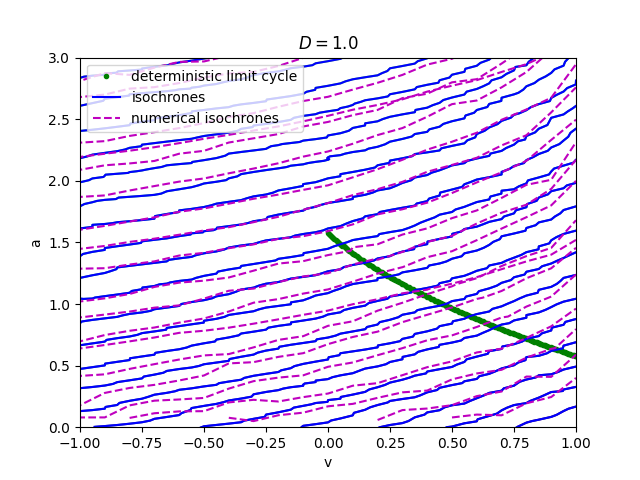 D = 1.0
deterministic limit cycle
isochrones
numerical isochrones
3.0
2.5
2.0
1.5
1.0
0.5
0.0
a
−1.00 −0.75 −0.50 −0.25 0.00 0.25 0.50 0.75 1.00
v